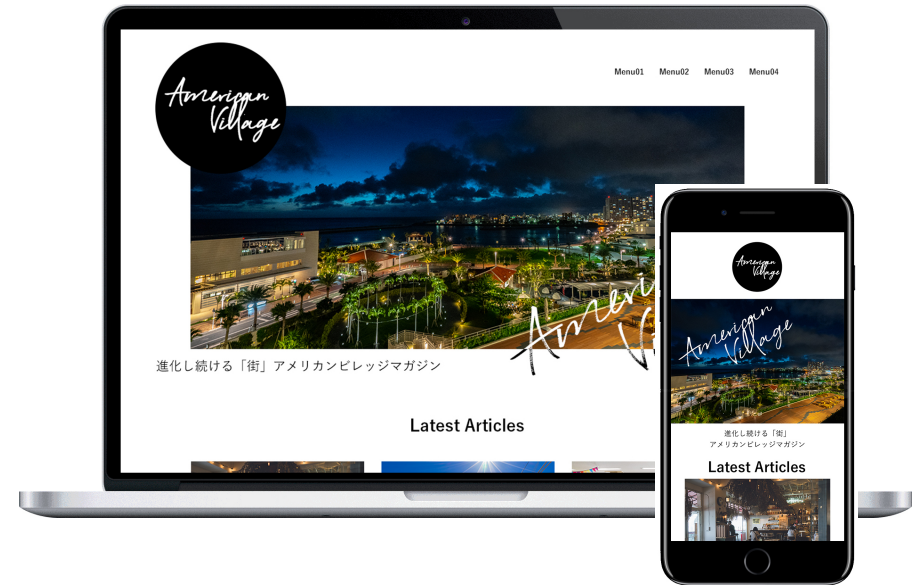 American
Village
Menu01 Menu02 Menu03 Menu04
進化し続ける「街」アメリカンビレッジマガジン
Latest Articles
American
Village
American
Village
進化し続ける「街」
アメリカンビレッジマガジン
Latest Articles